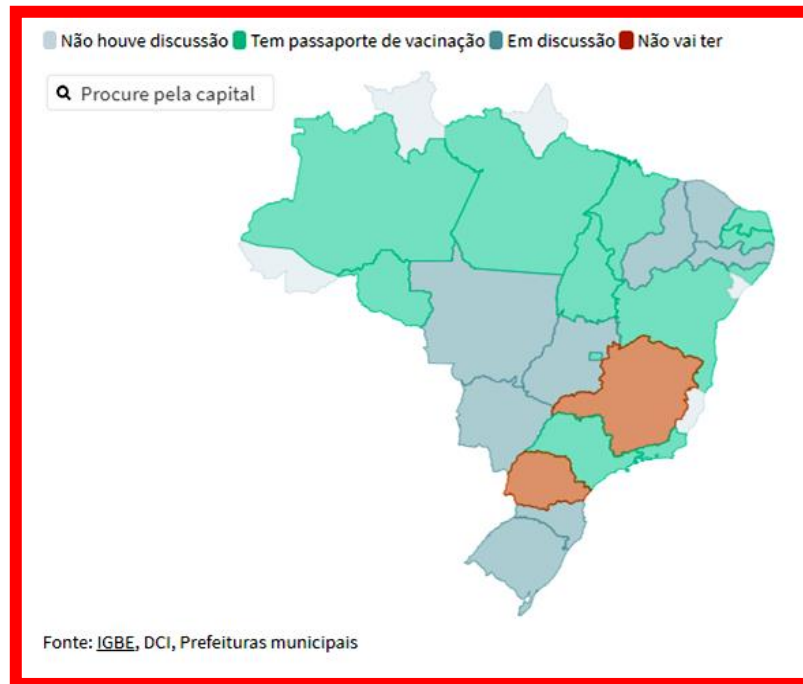 Não houve discussão Tem passaporte de vacinação Em discussão Não vai ter
Procure pela capital
Fonte: IGBE, DCI, Prefeituras municipais